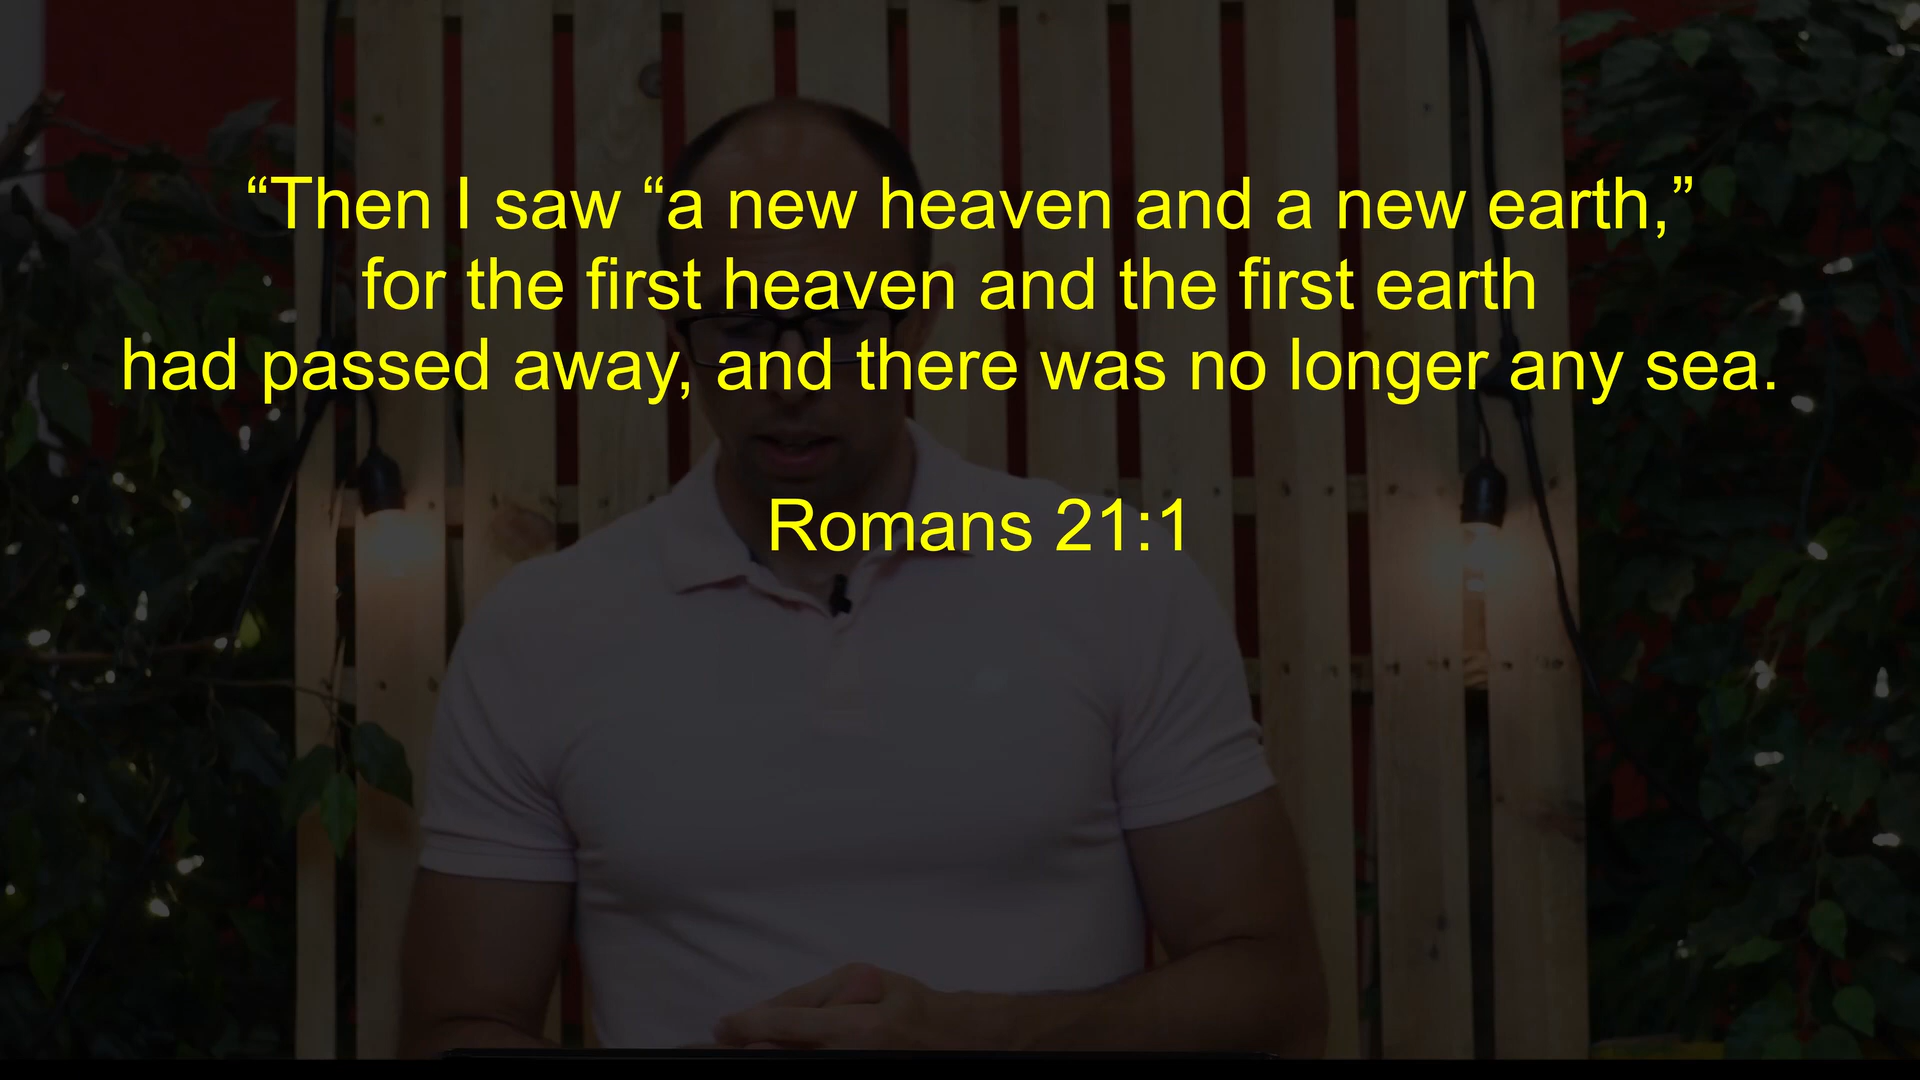 “Then I saw “a new heaven and a new earth,”
for the first heaven and the first earth
had passed away, and there was no longer any sea.
Romans 21:1